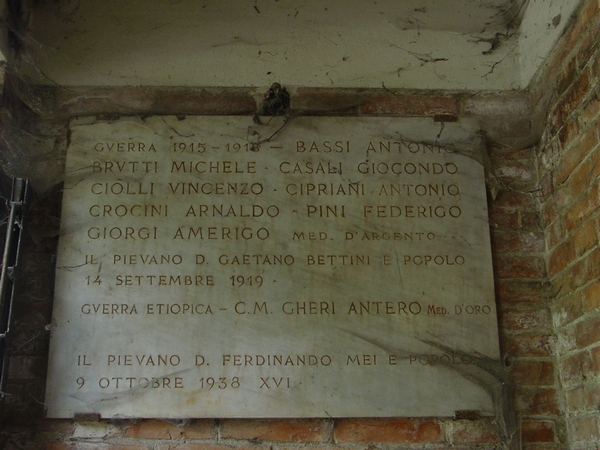 GVERRA 1915-1918 - BASSI ANTONIO
BRVTTI MICHELE · CASALI GIOCONDO
CIOLLI VINCENZO · CIPRIANI ANTONIO
CROCINI ARNALDO - PINI FEDERIGO
GIORGI AMERIGO MED. D'ARGENTO
IL PIEVANO D. GAETANO BETTINI E POPOLO
14 SETTEMBRE 1919 ·
GVERRA ETIOPICA - C.M. GHERI ANTERO MED. D'ORO
IL PIEVANO D. FERDINANDO MEI E POPOLO
9 OTTOBRE 1938 XVI ·